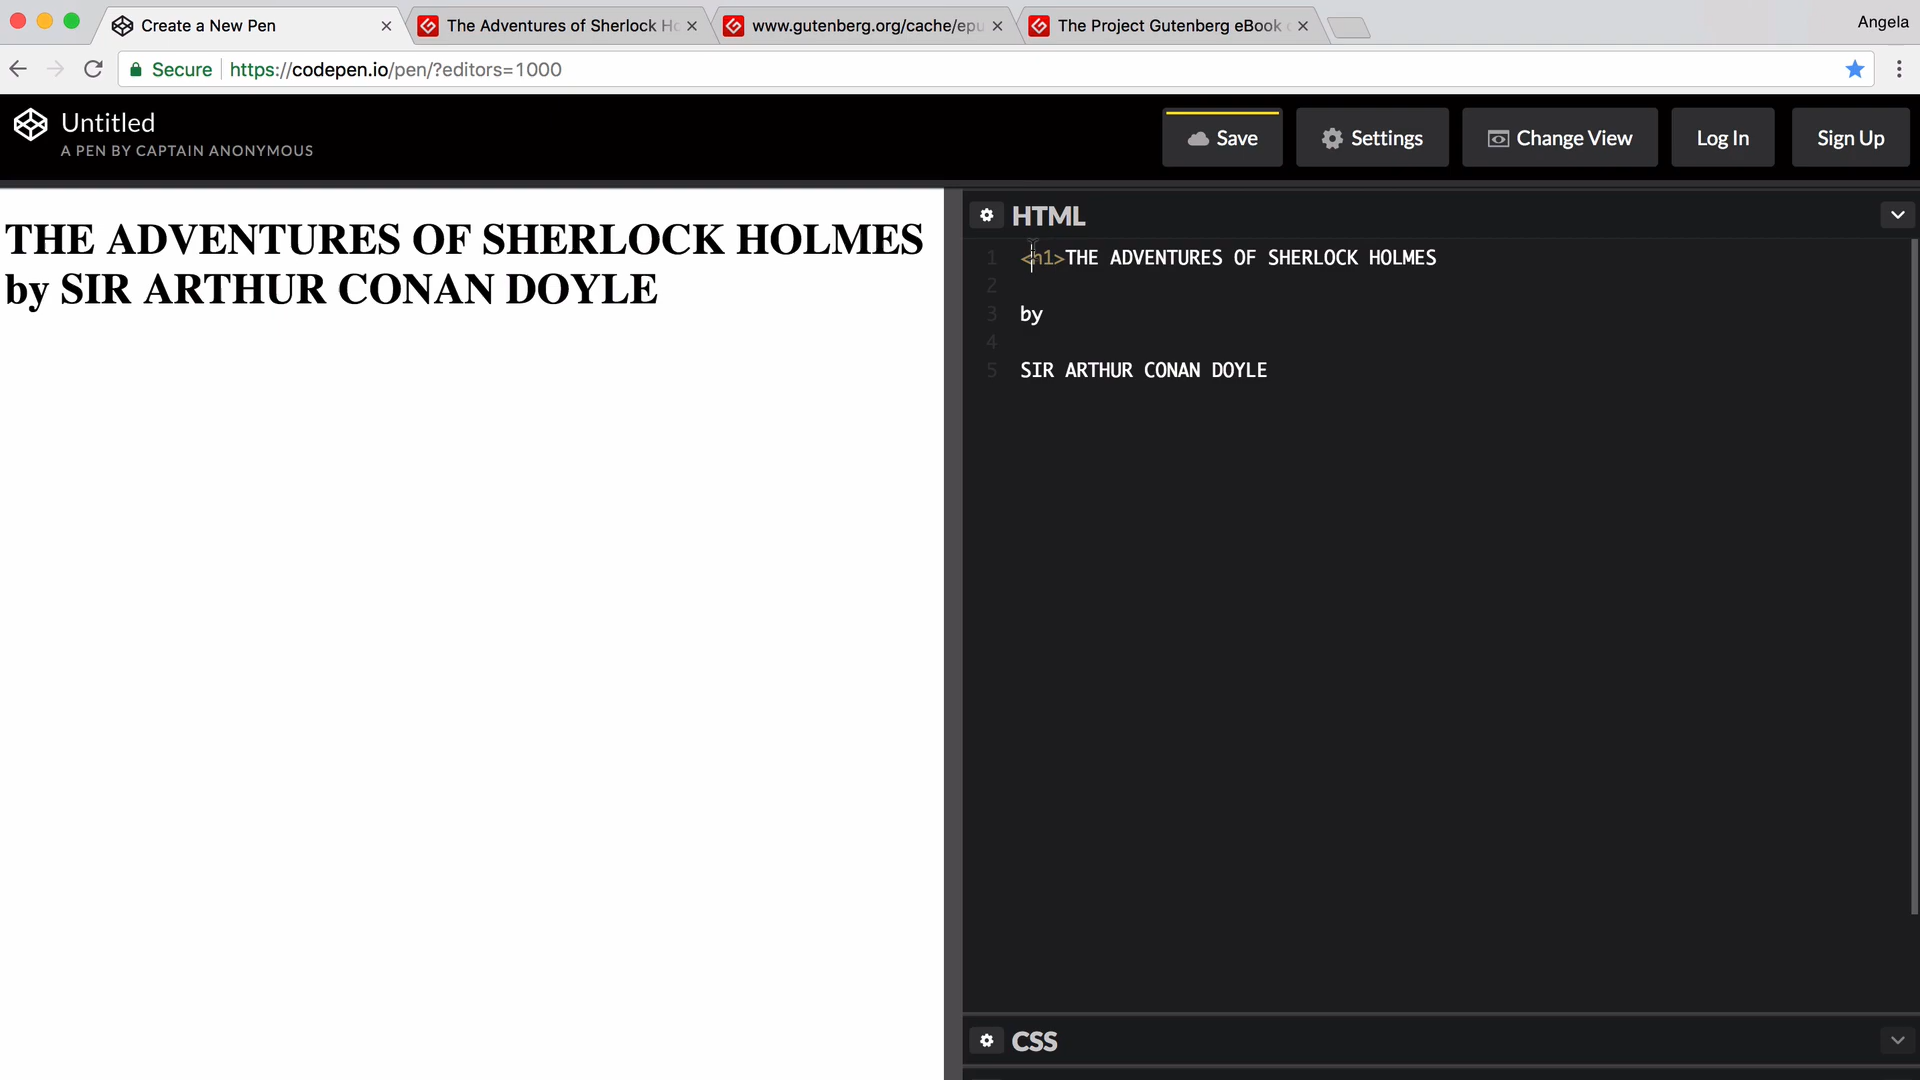 Create a New Pen
The Adventures of Sherlock Ho
www.gutenberg.org/cache/epu
The Project Gutenberg eBook
Angela
Secure https://codepen.io/pen/?editors=1000
Untitled
A PEN BY CAPTAIN ANONYMOUS
Save
Settings
Change View
Log In
Sign Up
THE ADVENTURES OF SHERLOCK HOLMES
by SIR ARTHUR CONAN DOYLE
HTML
1 <h1>THE ADVENTURES OF SHERLOCK HOLMES
2
3 by
4
5 SIR ARTHUR CONAN DOYLE
CSS